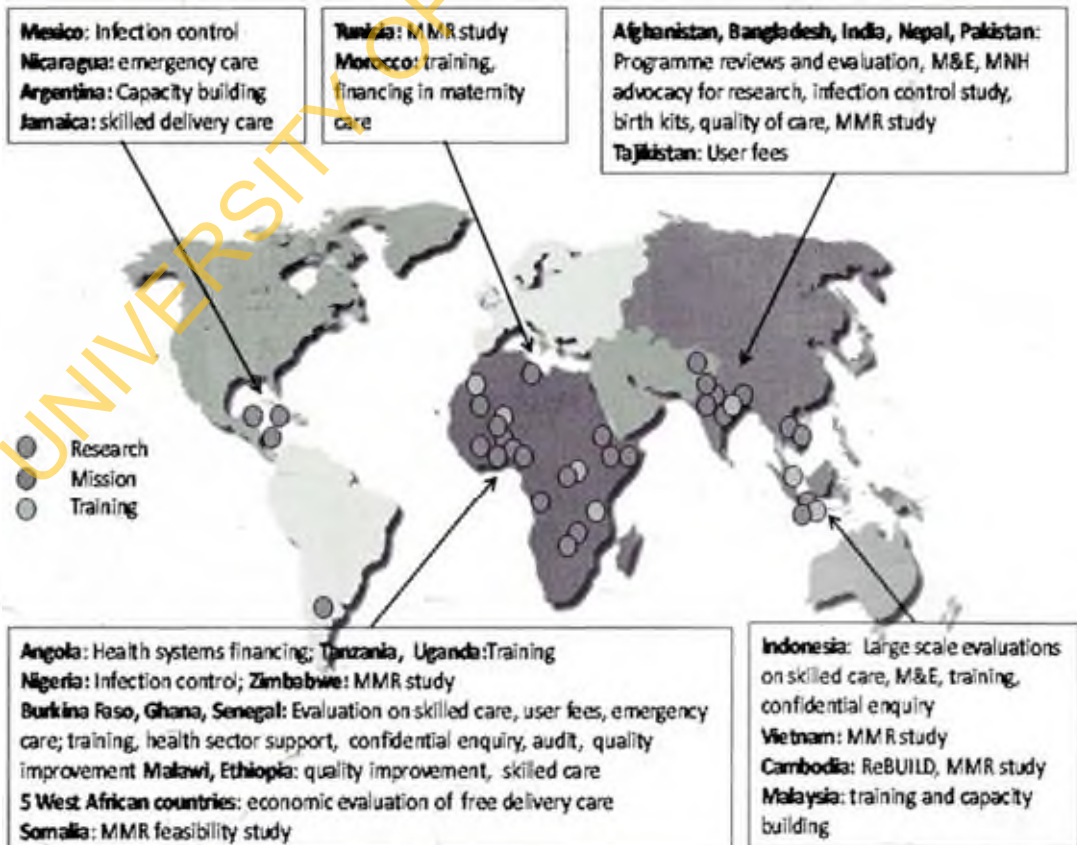 Mexico: Infection control
Nicaragua: emergency care
Argentina: Capacity building
Jamaica: skilled delivery care
Tunisia: MMR study
Morocco: training,
financing in maternity
care
Afghanistan, Bangladesh, India, Nepal, Pakistan:
Programme reviews and evaluation, M&E, MNH
advocacy for research, infection control study,
birth kits, quality of care, MMR study
Tajikistan: User fees
UNIVERSITY OF
Research
Mission
Training
Angola: Health systems financing; Tanzania, Uganda:Training
Nigeria: Infection control; Zimbabwe: MMR study
Burkina Faso, Ghana, Senegal: Evaluation on skilled care, user fees, emergency
care; training, health sector support, confidential enquiry, audit, quality
improvement Malawi, Ethiopia: quality improvement, skilled care
5 West African countries: economic evaluation of free delivery care
Somalia: MMR feasibility study
Indonesia: Large scale evaluations
on skilled care, M&E, training,
confidential enquiry
Vietnam: MMR study
Cambodia: ReBUILD, MMR study
Malaysia: training and capacity
building